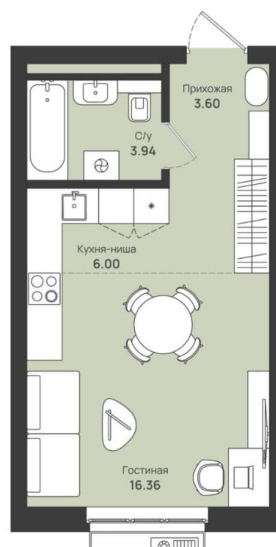 Прихожая
3.60
С/у
3.94
Кухня-ниша
6.00
Гостиная
16.36